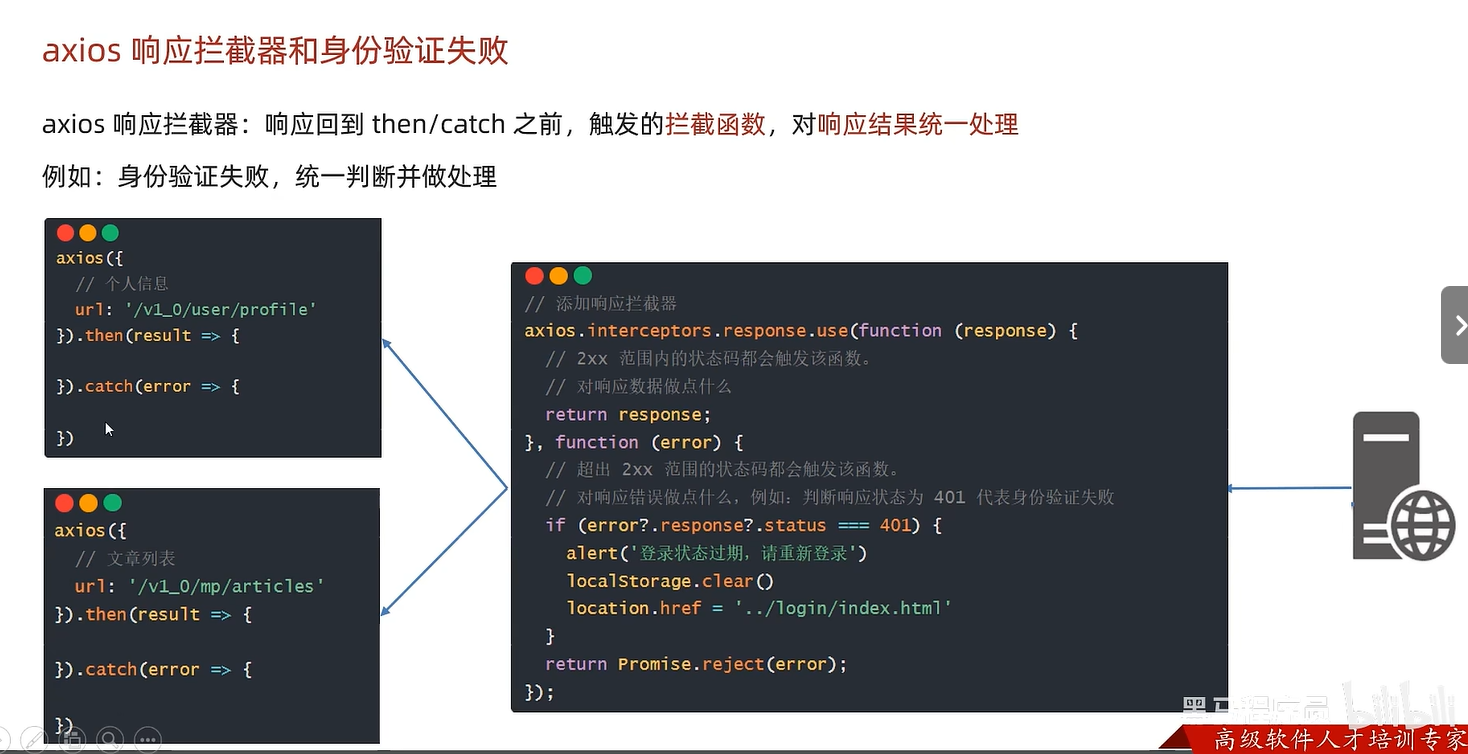 axios 响应拦截器和身份验证失败
axios 响应拦截器：响应回到 then/catch 之前，触发的拦截函数，对响应结果统一处理
例如：身份验证失败，统一判断并做处理
axios({
// 个人信息
url: '/v1_0/user/profile'
}).then(result => {
}).catch(error => {
})
axios({
// 文章列表
url: '/v1_0/mp/articles'
}).then(result => {
}).catch(error => {
})
// 添加响应拦截器
axios.interceptors.response.use(function (response) {
// 2xx 范围内的状态码都会触发该函数。
// 对响应数据做点什么
return response;
}, function (error) {
// 超出 2xx 范围的状态码都会触发该函数。
// 对响应错误做点什么，例如：判断响应状态为 401 代表身份验证失败
if (error?.response?.status === 401) {
alert('登录状态过期，请重新登录')
localStorage.clear()
location.href = '../login/index.html'
}
return Promise.reject(error);
});
黑马程序员 bilibili
高级软件人才培训专家